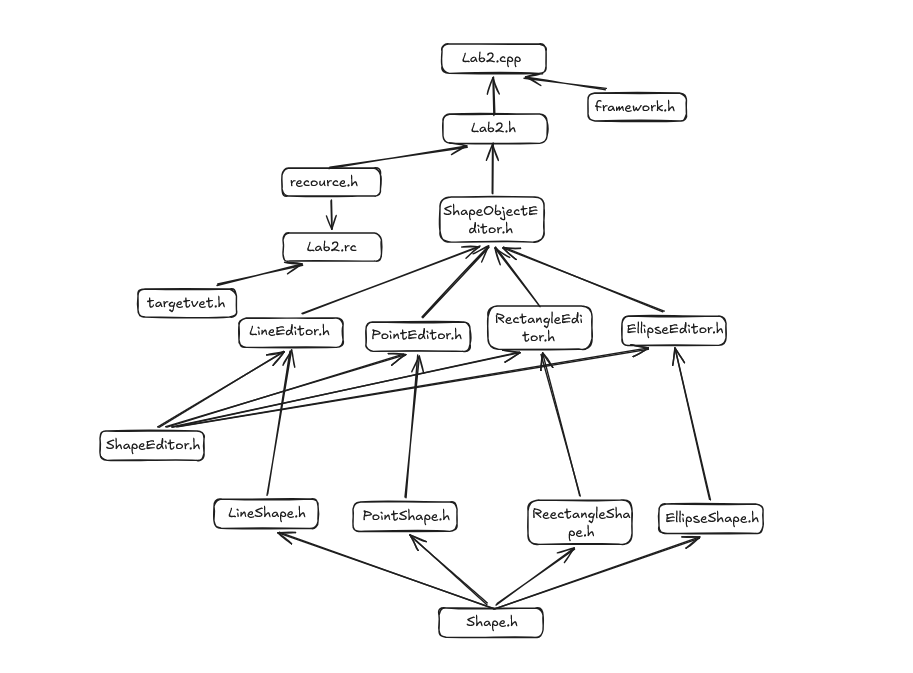 Lab2.cpp
framework.h
Lab2.h
recource.h
ShapeObjectE
ditor.h
Lab2.rc
targetvet.h
LineEditor.h
PointEditor.h
RectangleEdi
tor.h
EllipseEditor.h
ShapeEditor.h
LineShape.h
PointShape.h
ReectangleSha
pe.h
EllipseShape.h
Shape.h